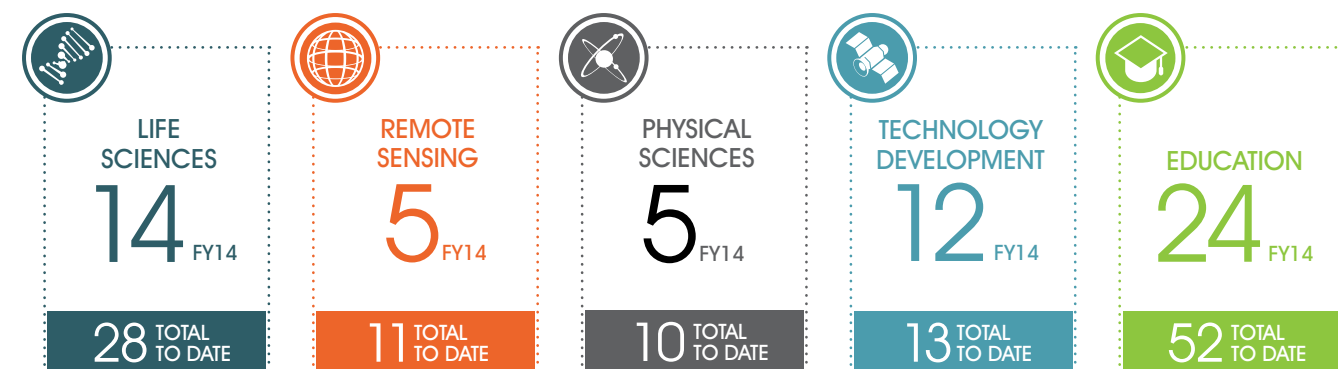 LIFE
SCIENCES
14 FY14
28 TOTAL
TO DATE
REMOTE
SENSING
5 FY14
11 TOTAL
TO DATE
PHYSICAL
SCIENCES
5 FY14
10 TOTAL
TO DATE
TECHNOLOGY
DEVELOPMENT
12 FY14
13 TOTAL
TO DATE
EDUCATION
24 FY14
52 TOTAL
TO DATE